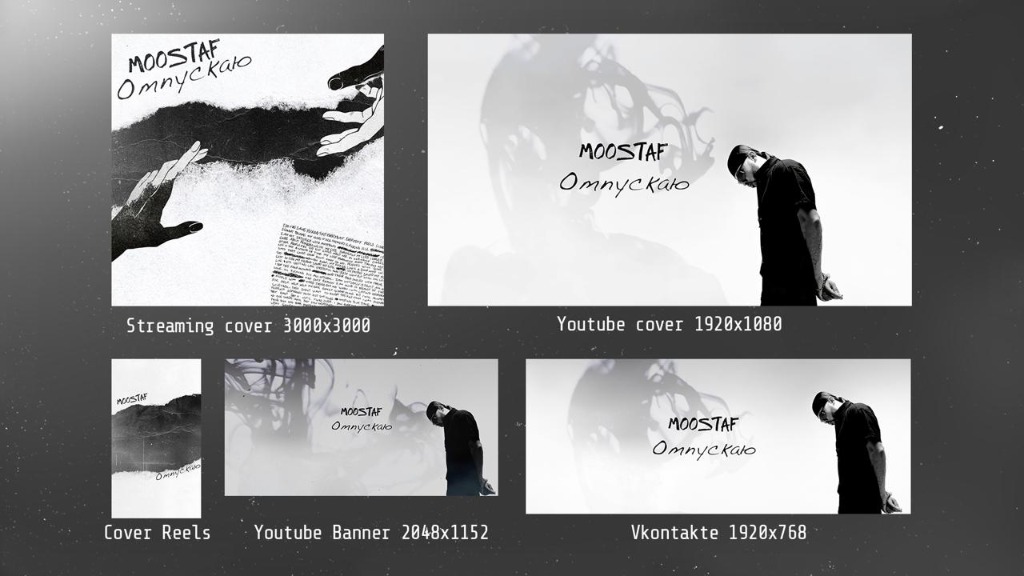 MOOSTAF
Отпускаю
Streaming cover 3000x3000
MOOSTAF
Отпускаю
Youtube cover 1920x1080
MOOSTAF
Отпускаю
Cover Reels
MOOSTAF
Отпускаю
Youtube Banner 2048x1152
MOOSTAF
Отпускаю
Vkontakte 1920x768